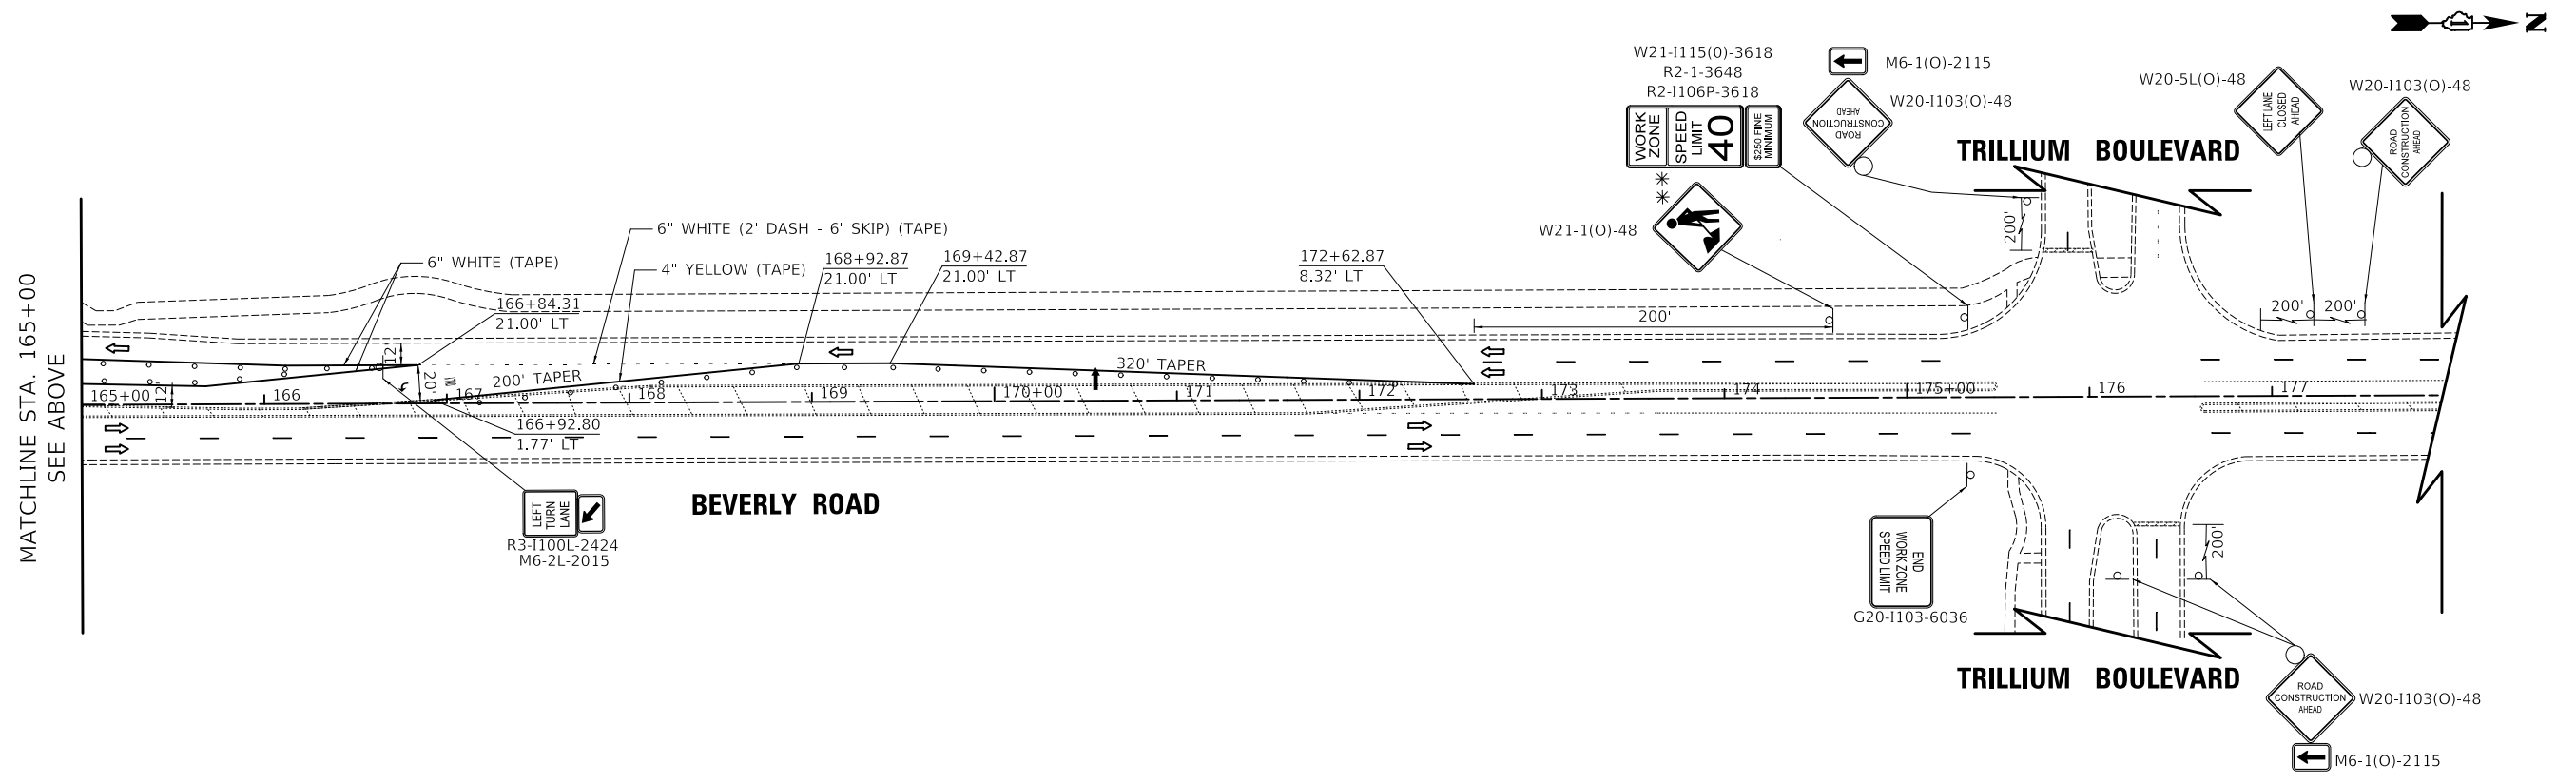 N
W21-I115(0)-3618
R2-1-3648
R2-I106P-3618
M6-1(O)-2115
W20-I103(O)-48
W20-5L(O)-48
W20-I103(O)-48
WORK
ZONE
SPEED
LIMIT
40
$250 FINE
MINIMUM
ROAD
CONSTRUCTION
AHEAD
LEFT LANE
CLOSED
AHEAD
ROAD
CONSTRUCTION
AHEAD
TRILLIUM BOULEVARD
**
W21-1(O)-48
MATCHLINE STA. 165+00
SEE ABOVE
6" WHITE (TAPE)
6" WHITE (2' DASH - 6' SKIP) (TAPE)
4" YELLOW (TAPE)
166+84.31
21.00' LT
168+92.87
21.00' LT
169+42.87
21.00' LT
172+62.87
8.32' LT
200'
200'
200'
200'
12'
12'
20'
200' TAPER
320' TAPER
165+00
166
167
168
169
170+00
171
172
173
174
175+00
176
177
166+92.80
1.77' LT
LEFT
TURN
LANE
R3-I100L-2424
M6-2L-2015
BEVERLY ROAD
END
WORK ZONE
SPEED LIMIT
G20-I103-6036
200'
TRILLIUM BOULEVARD
ROAD
CONSTRUCTION
AHEAD
W20-I103(O)-48
M6-1(O)-2115